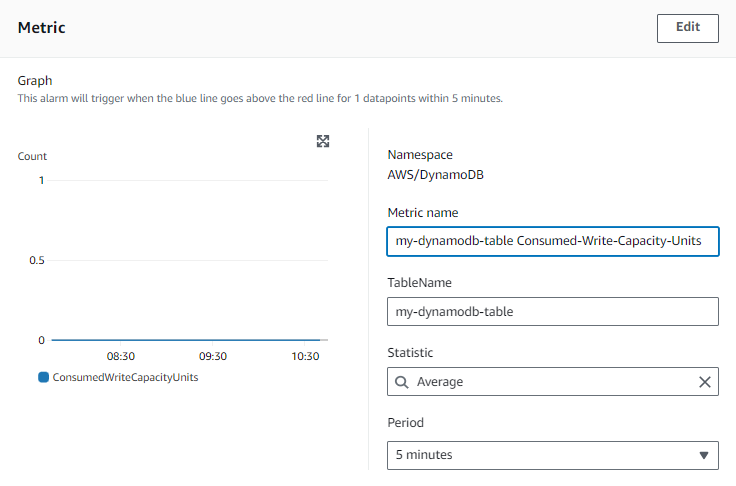 Metric
Edit
Graph
This alarm will trigger when the blue line goes above the red line for 1 datapoints within 5 minutes.
Count
1
0.5
0
08:30 09:30 10:30
ConsumedWriteCapacityUnits
Namespace
AWS/DynamoDB
Metric name
my-dynamodb-table Consumed-Write-Capacity-Units
TableName
my-dynamodb-table
Statistic
Average
Period
5 minutes